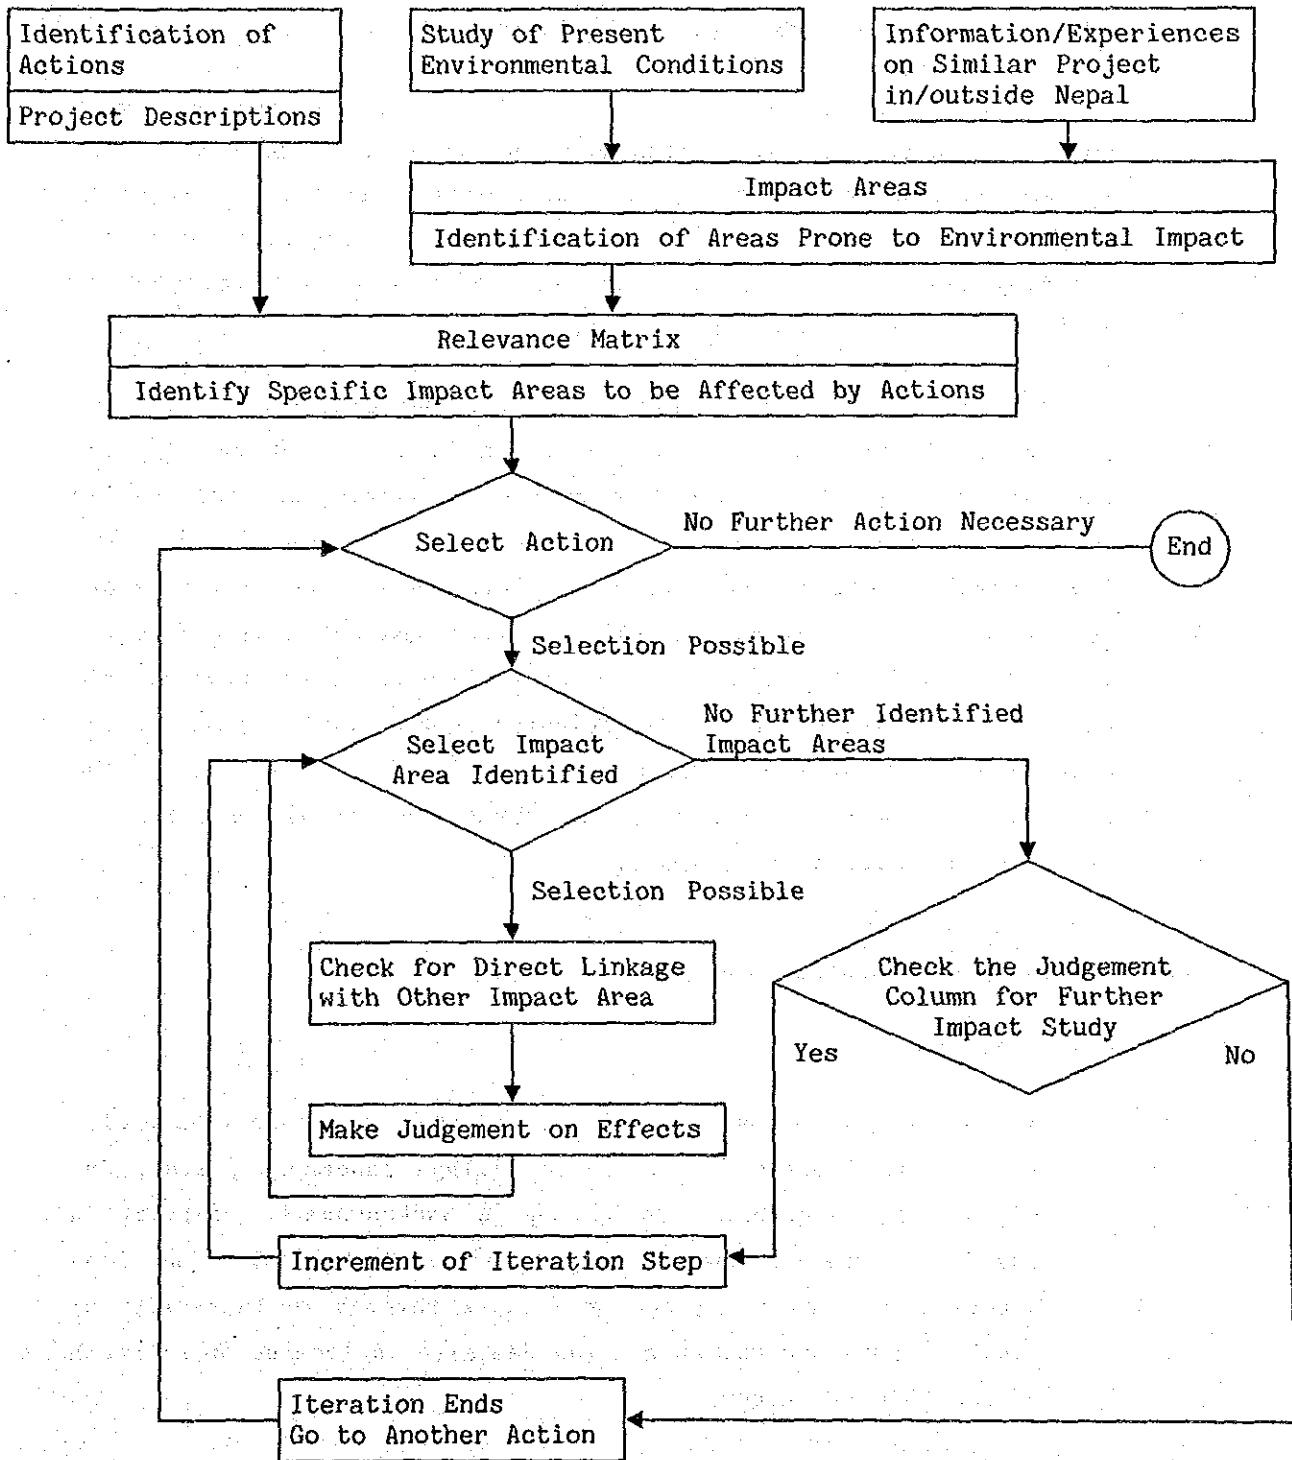 Identification of
Actions
Project Descriptions
Study of Present
Environmental Conditions
Information/Experiences
on Similar Project
in/outside Nepal
Impact Areas
Identification of Areas Prone to Environmental Impact
Relevance Matrix
Identify Specific Impact Areas to be Affected by Actions
Select Action
No Further Action Necessary
End
Selection Possible
Select Impact
Area Identified
No Further Identified
Impact Areas
Selection Possible
Check for Direct Linkage
with Other Impact Area
Check the Judgement
Column for Further
Impact Study
Yes
No
Make Judgement on Effects
Increment of Iteration Step
Iteration Ends
Go to Another Action